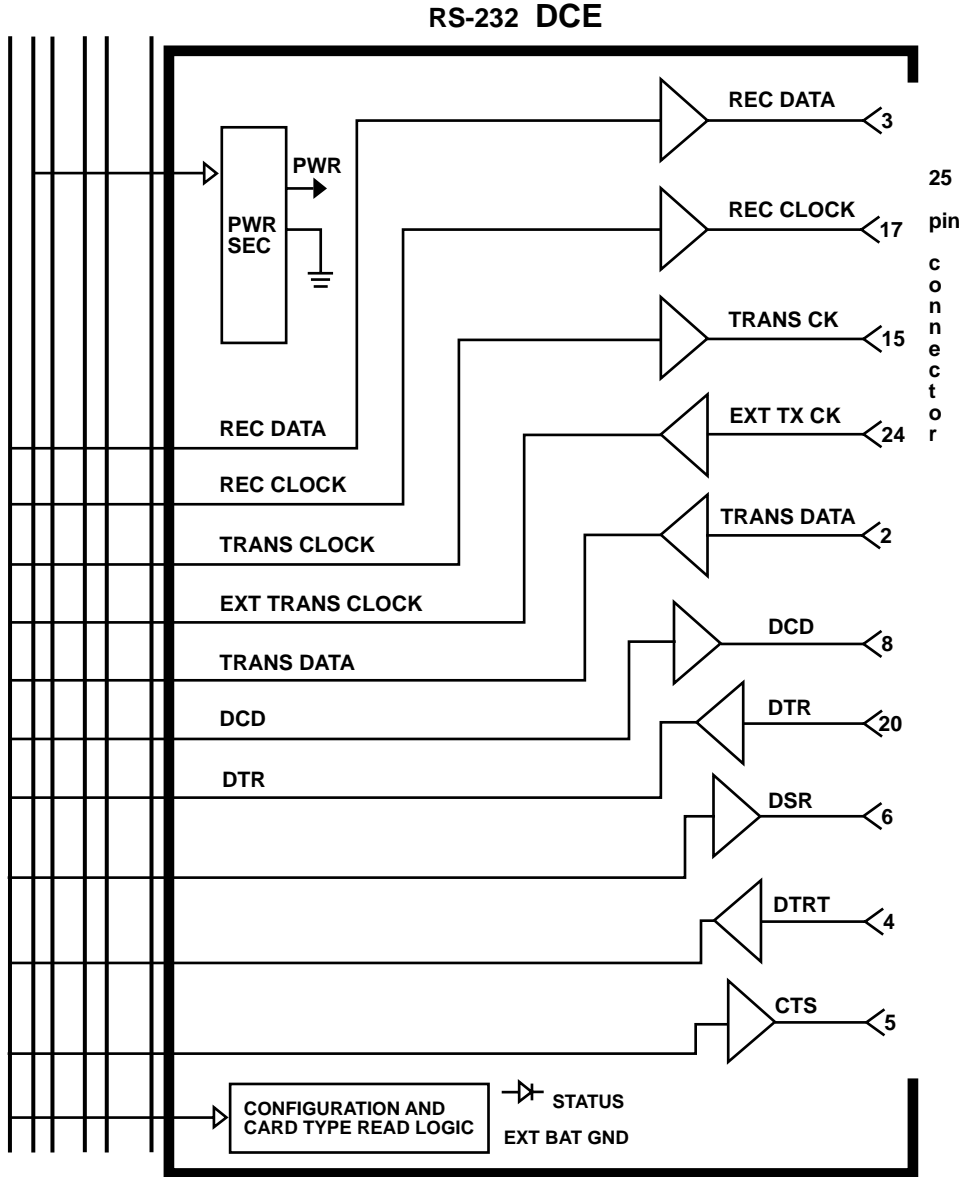 RS-232 DCE
REC DATA
3
PWR
PWR
SEC
25
pin
connector
REC CLOCK
17
TRANS CK
15
REC DATA
EXT TX CK
24
REC CLOCK
TRANS DATA
2
TRANS CLOCK
EXT TRANS CLOCK
DCD
8
TRANS DATA
DCD
DTR
20
DTR
DSR
6
DTRT
4
CTS
5
CONFIGURATION AND
CARD TYPE READ LOGIC
STATUS
EXT BAT GND